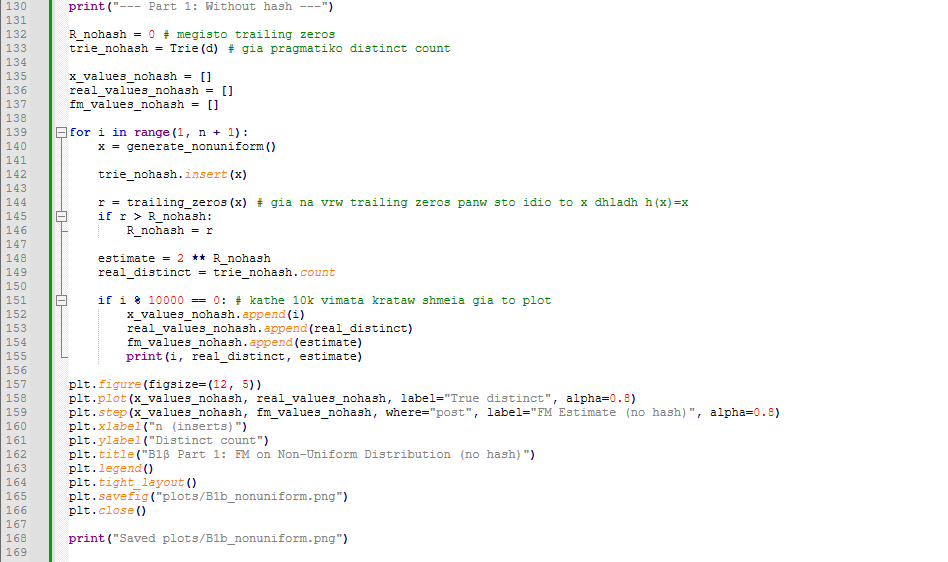 130 print("--- Part 1: Without hash ---")
131
132 R_nohash = 0 # megisto trailing zeros
133 trie_nohash = Trie(d) # gia pragmatiko distinct count
134
135 x_values_nohash = []
136 real_values_nohash = []
137 fm_values_nohash = []
138
139 for i in range(1, n + 1):
140 x = generate_nonuniform()
141
142 trie_nohash.insert(x)
143
144 r = trailing_zeros(x) # gia na vrw trailing zeros panw sto idio to x dhladh h(x)=x
145 if r > R_nohash:
146 R_nohash = r
147
148 estimate = 2 ** R_nohash
149 real_distinct = trie_nohash.count
150
151 if i % 10000 == 0: # kathe 10k vimata krataw shmeia gia to plot
152 x_values_nohash.append(i)
153 real_values_nohash.append(real_distinct)
154 fm_values_nohash.append(estimate)
155 print(i, real_distinct, estimate)
156
157 plt.figure(figsize=(12, 5))
158 plt.plot(x_values_nohash, real_values_nohash, label="True distinct", alpha=0.8)
159 plt.step(x_values_nohash, fm_values_nohash, where="post", label="FM Estimate (no hash)", alpha=0.8)
160 plt.xlabel("n (inserts)")
161 plt.ylabel("Distinct count")
162 plt.title("B1β Part 1: FM on Non-Uniform Distribution (no hash)")
163 plt.legend()
164 plt.tight_layout()
165 plt.savefig("plots/B1b_nonuniform.png")
166 plt.close()
167
168 print("Saved plots/B1b_nonuniform.png")
169